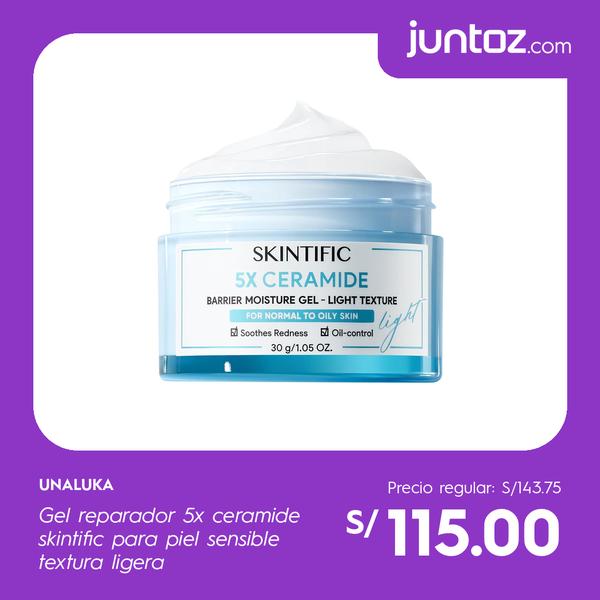 juntoz.com
SKINTIFIC
5X CERAMIDE
BARRIER MOISTURE GEL - LIGHT TEXTURE
FOR NORMAL TO OILY SKIN
light
Soothes Redness Oil-control
30 g/1.05 OZ.
UNALUKA
Gel reparador 5x ceramide
skintific para piel sensible
textura ligera
Precio regular: S/143.75
S/ 115.00